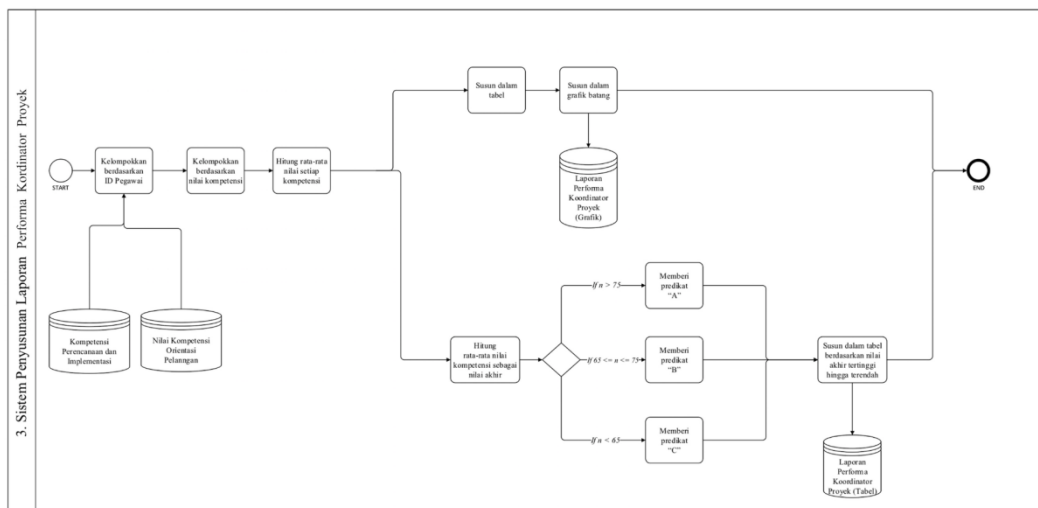 3. Sistem Penyusunan Laporan Performa Kordinator Proyek
START
Kelompokkan
berdasarkan
ID Pegawai
Kelompokkan
berdasarkan
nilai kompetensi
Hitung rata-rata
nilai setiap
kompetensi
Susun dalam
tabel
Susun dalam
grafik batang
Laporan
Performa
Koordinator
Proyek
(Grafik)
END
Kompetensi
Perencanaan dan
Implementasi
Nilai Kompetensi
Orientasi
Pelanggan
Hitung
rata-rata nilai
kompetensi sebagai
nilai akhir
If n > 75
Memberi
predikat
"A"
If 65 <= n <= 75
Memberi
predikat
"B"
If n < 65
Memberi
predikat
"C"
Susun dalam tabel
berdasarkan nilai
akhir tertinggi
hingga terendah
Laporan
Performa
Koordinator
Proyek (Tabel)